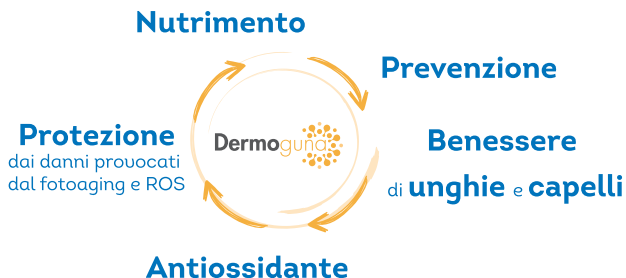 Nutrimento
Prevenzione
Protezione
dai danni provocati
dal fotoaging e ROS
Dermoguna
Benessere
di unghie e capelli
Antiossidante